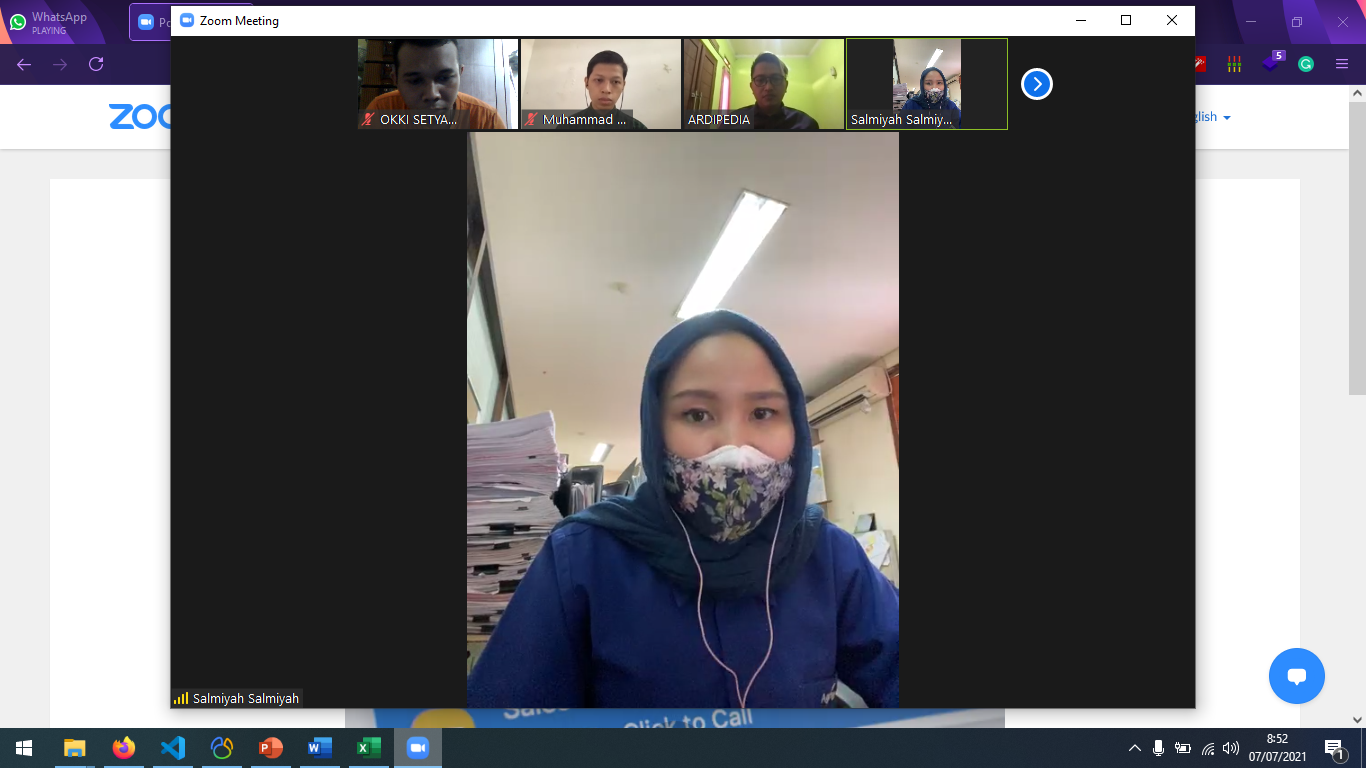 WhatsApp
PLAYING
Zoom Meeting
5
OKKI SETYA...
Muhammad ...
ARDIPEDIA
Salmiyah Salmiy...
zoo
glish
Salmiyah Salmiyah
Click to Call
8:52
07/07/2021
1